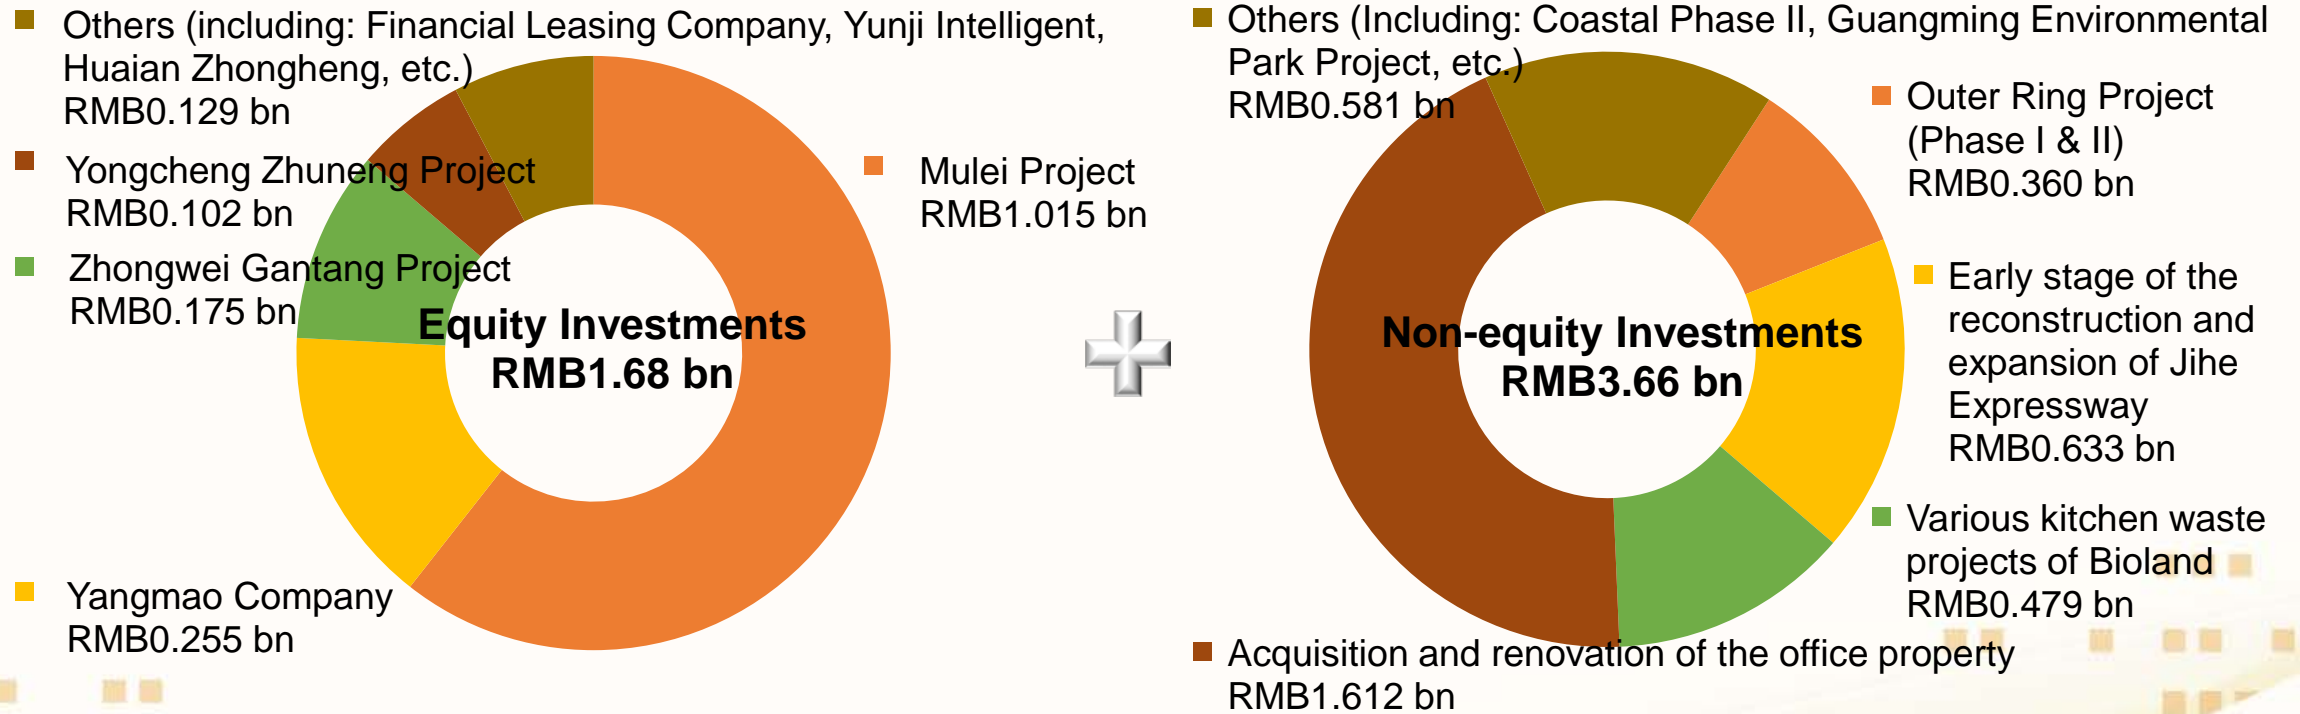 Others (including: Financial Leasing Company, Yunji Intelligent,
Huaian Zhongheng, etc.)
RMB0.129 bn
Yongcheng Zhuneng Project
RMB0.102 bn
Zhongwei Gantang Project
RMB0.175 bn
Yangmao Company
RMB0.255 bn
Mulei Project
RMB1.015 bn
Equity Investments
RMB1.68 bn
Others (Including: Coastal Phase II, Guangming Environmental
Park Project, etc.)
RMB0.581 bn
Outer Ring Project
(Phase I & II)
RMB0.360 bn
Early stage of the
reconstruction and
expansion of Jihe
Expressway
RMB0.633 bn
Various kitchen waste
projects of Bioland
RMB0.479 bn
Non-equity Investments
RMB3.66 bn
Acquisition and renovation of the office property
RMB1.612 bn